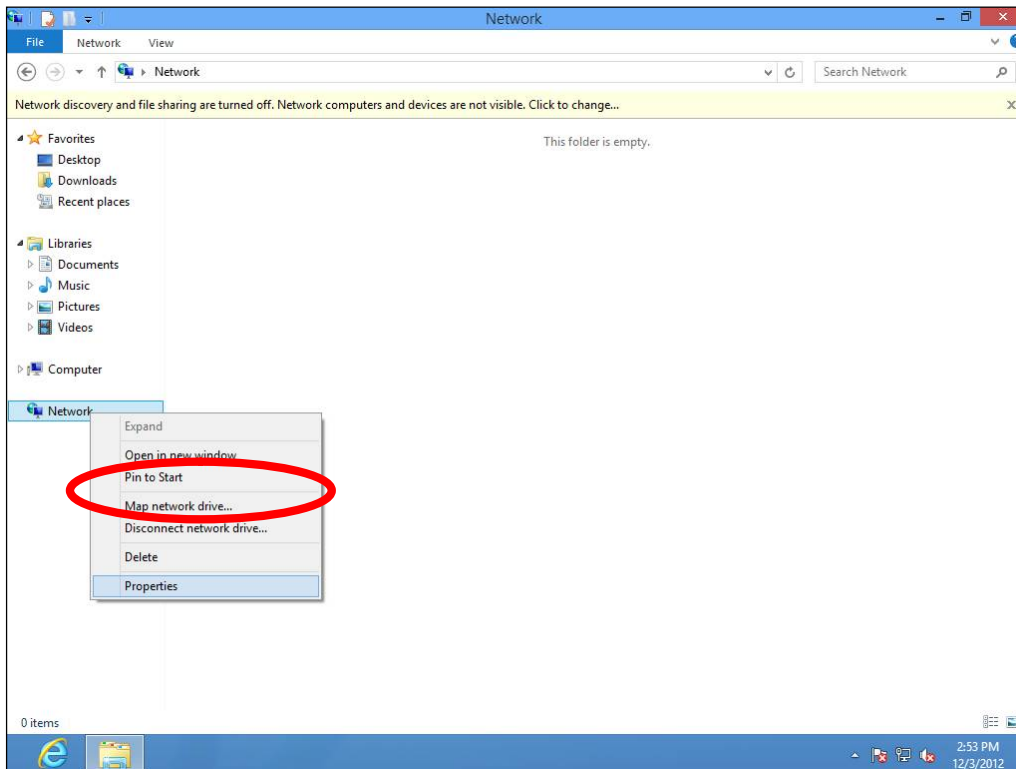 Network
File Network View
Network
Search Network
Network discovery and file sharing are turned off. Network computers and devices are not visible. Click to change...
This folder is empty.
Favorites
Desktop
Downloads
Recent places
Libraries
Documents
Music
Pictures
Videos
Computer
Network
Expand
Open in new window
Pin to Start
Map network drive...
Disconnect network drive...
Delete
Properties
0 items
2:53 PM
12/3/2012